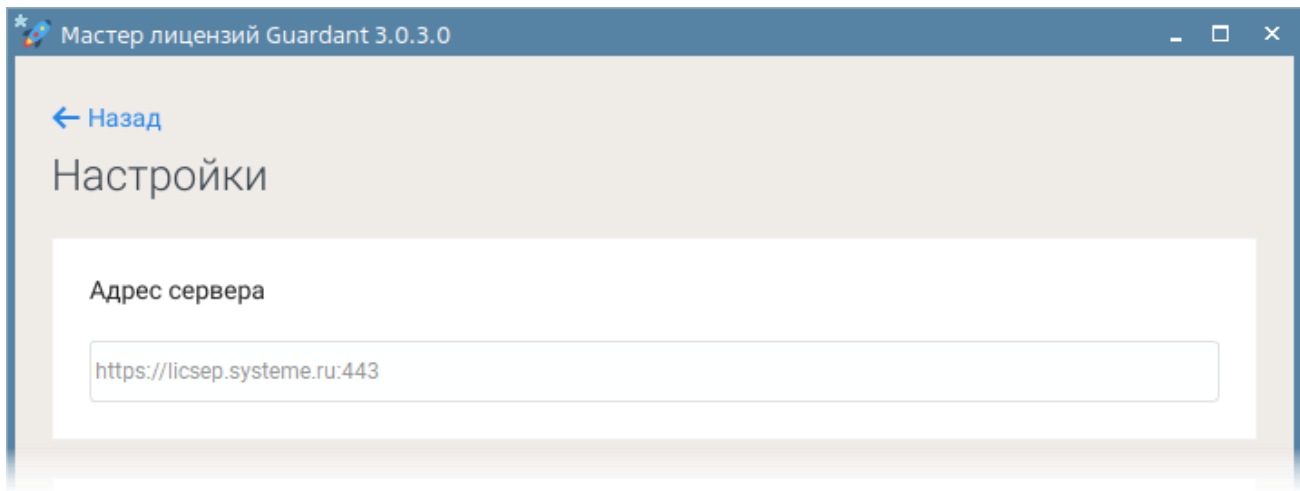 Мастер лицензий Guardant 3.0.3.0
← Назад
Настройки
Адрес сервера
https://licsep.systeme.ru:443